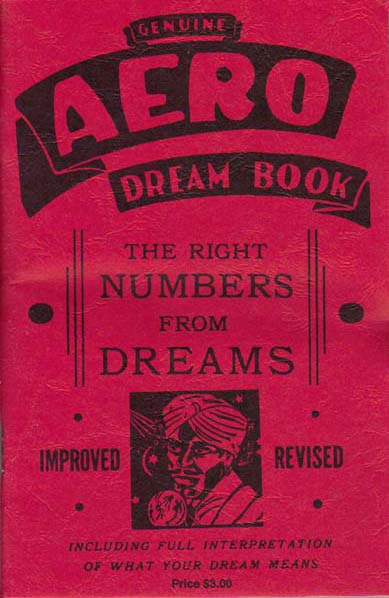 GENUINE
AERO
DREAM BOOK
THE RIGHT
NUMBERS
FROM
DREAMS
IMPROVED REVISED
INCLUDING FULL INTERPRETATION
OF WHAT YOUR DREAM MEANS
Price $3.00